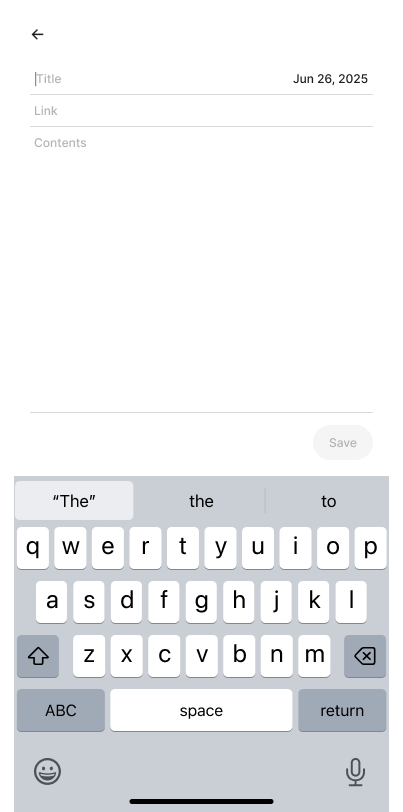 Title Jun 26, 2025
Link
Contents
Save
“The” the to
q w e r t y u i o p
a s d f g h j k l
z x c v b n m
ABC space return